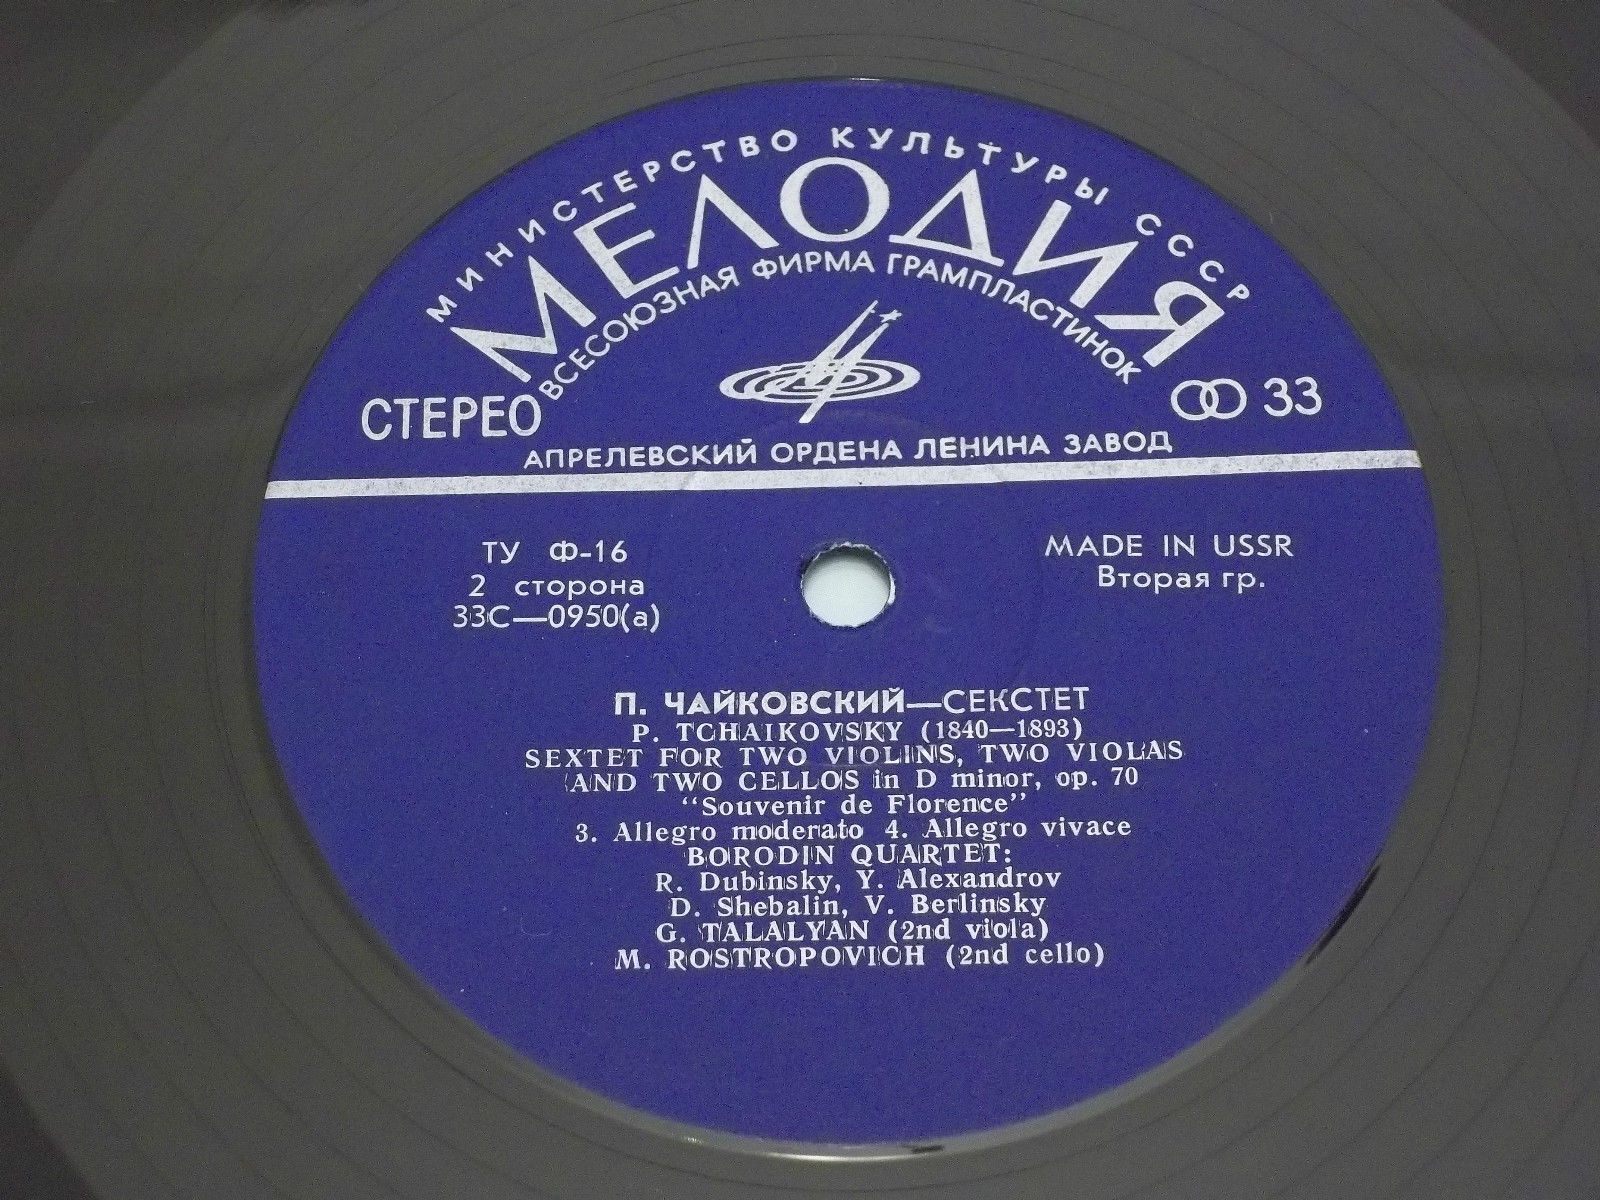 МИНИСТЕРСТВО КУЛЬТУРЫ СССР
МЕЛОДИЯ
ВСЕСОЮЗНАЯ ФИРМА ГРАМПЛАСТИНОК
СТЕРЕО
33
АПРЕЛЕВСКИЙ ОРДЕНА ЛЕНИНА ЗАВОД
ТУ Ф-16
2 сторона
33С—0950(а)
MADE IN USSR
Вторая гр.
П. ЧАЙКОВСКИЙ—СЕКСТЕТ
P. TCHAIKOVSKY (1840—1893)
SEXTET FOR TWO VIOLINS, TWO VIOLAS
AND TWO CELLOS in D minor, op. 70
"Souvenir de Florence"
3. Allegro moderato 4. Allegro vivace
BORODIN QUARTET:
R. Dubinsky, Y. Alexandrov
D. Shebalin, V. Berlinsky
G. TALALYAN (2nd viola)
M. ROSTROPOVICH (2nd cello)